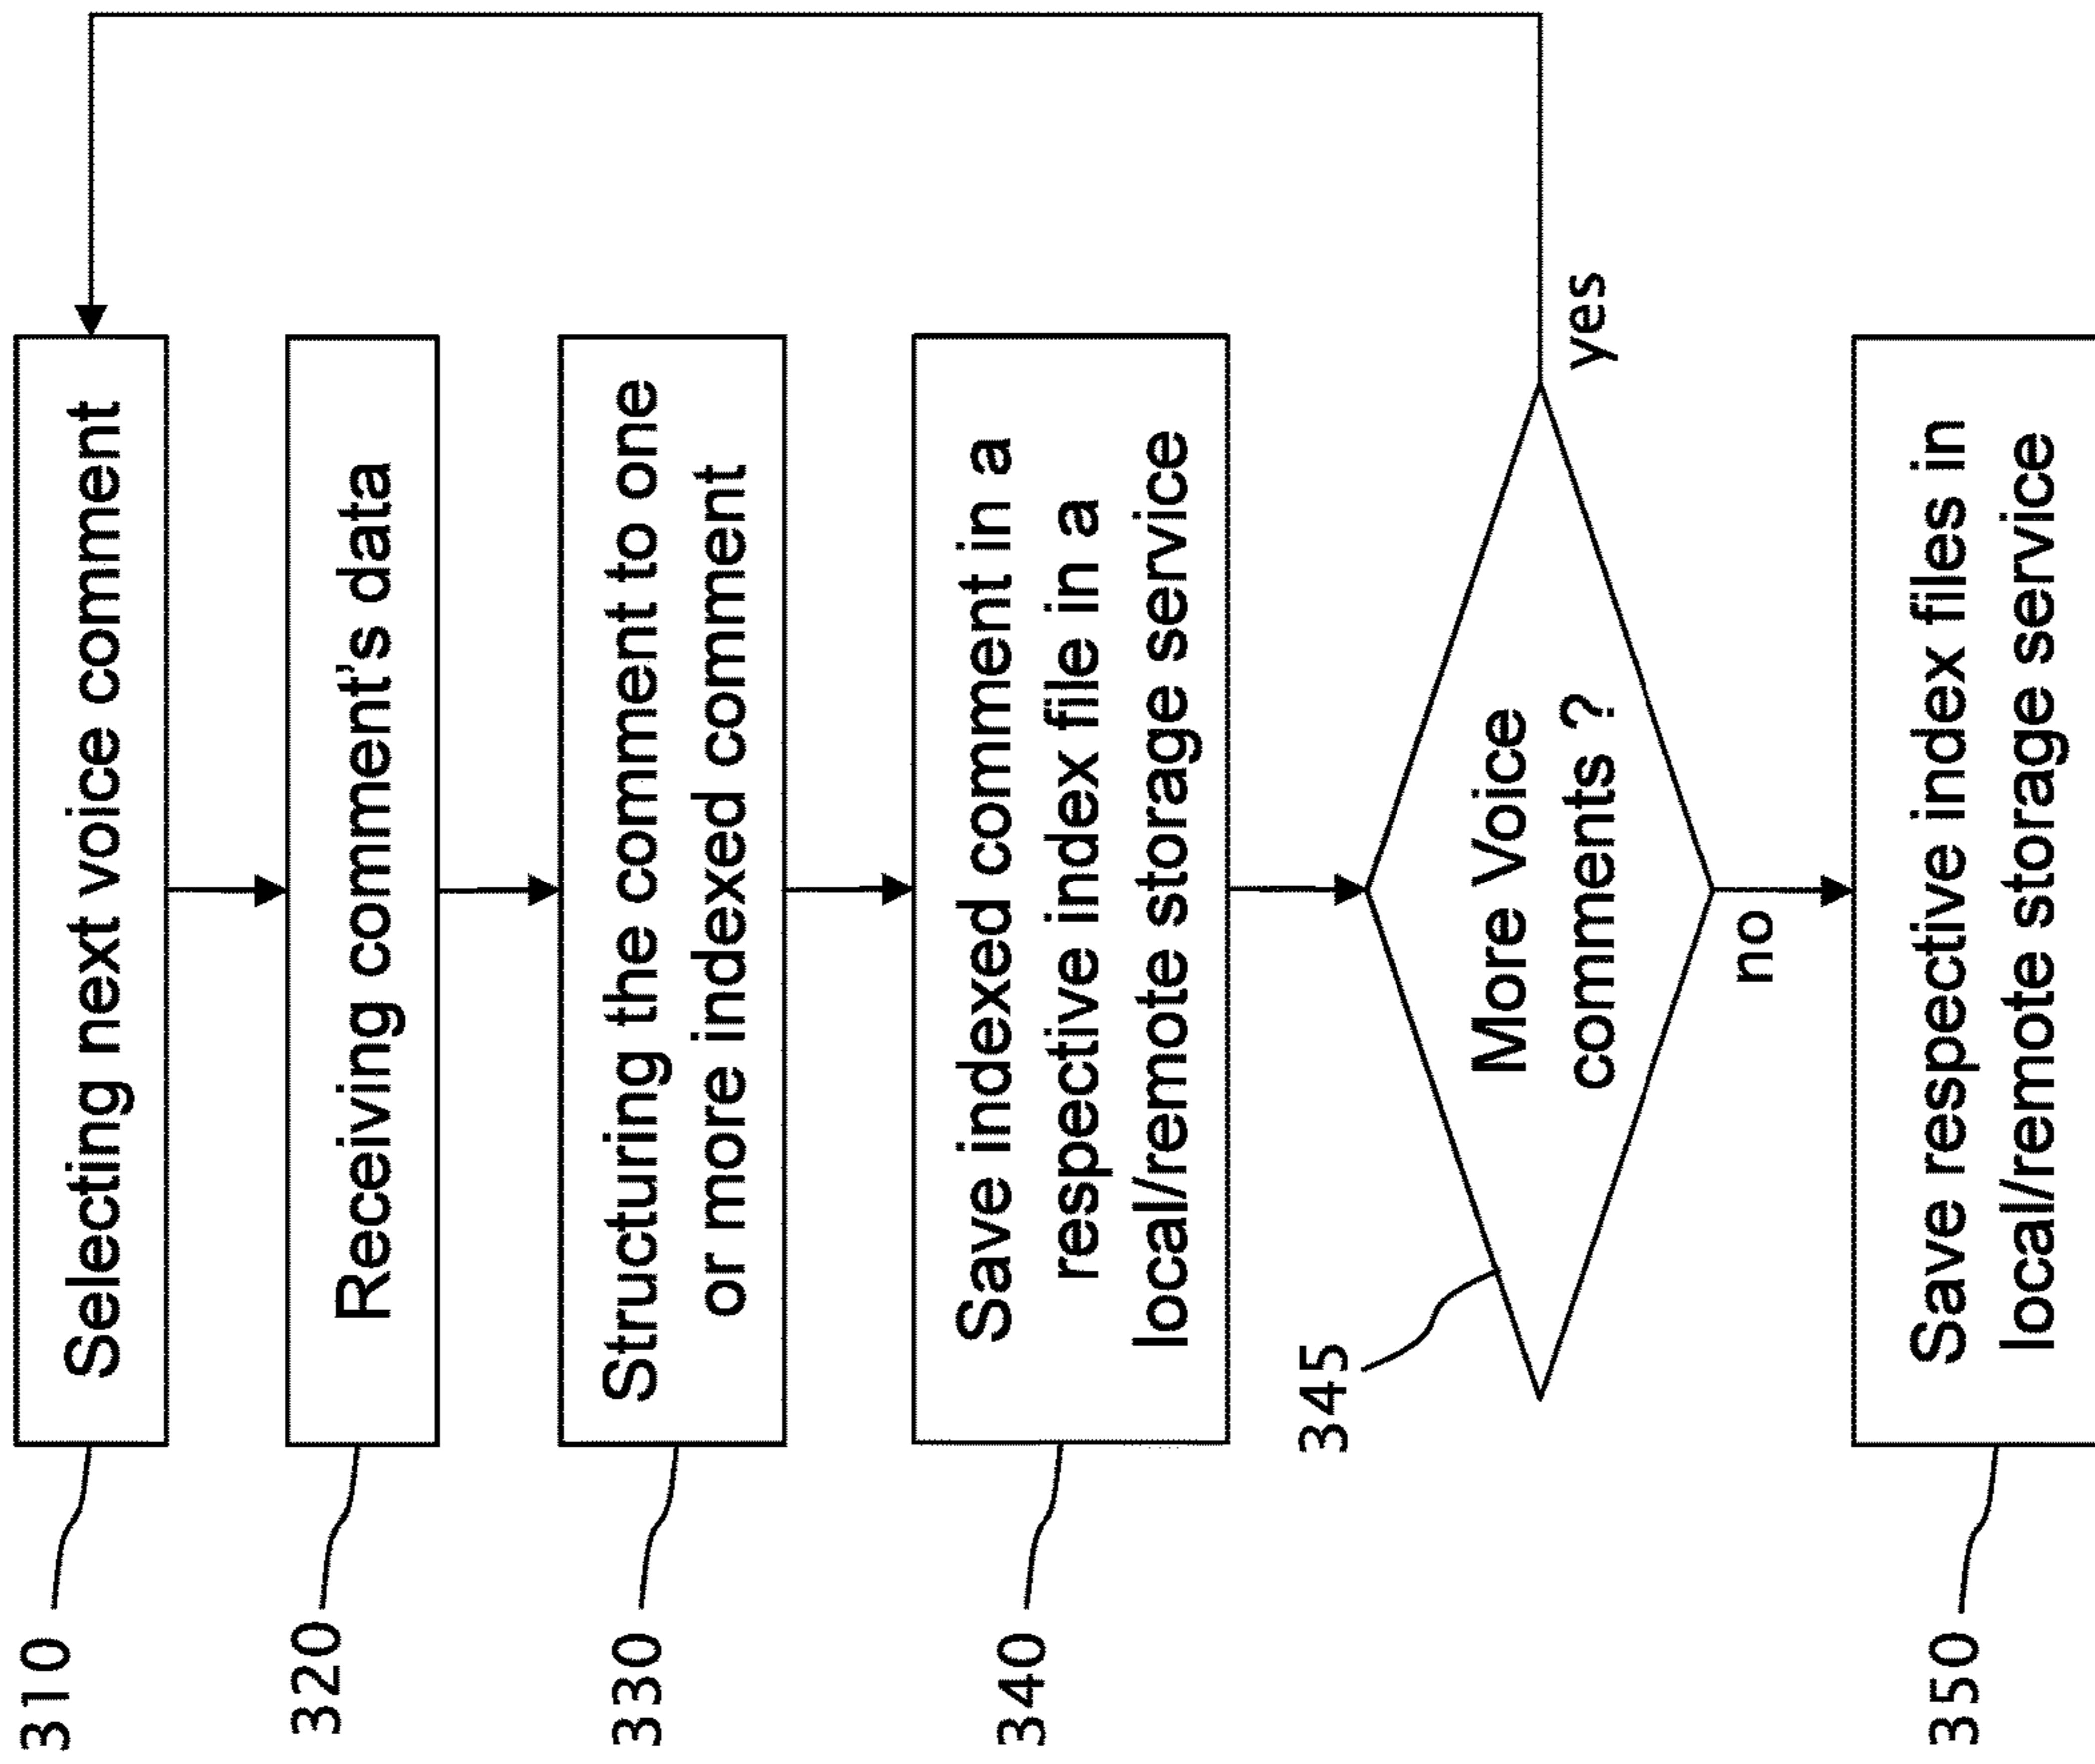 310
Selecting next voice comment
320
Receiving comment's data
330
Structuring the comment to one
or more indexed comment
340
Save indexed comment in a
respective index file in a
local/remote storage service
345
More Voice
comments ?
yes
no
350
Save respective index files in
local/remote storage service